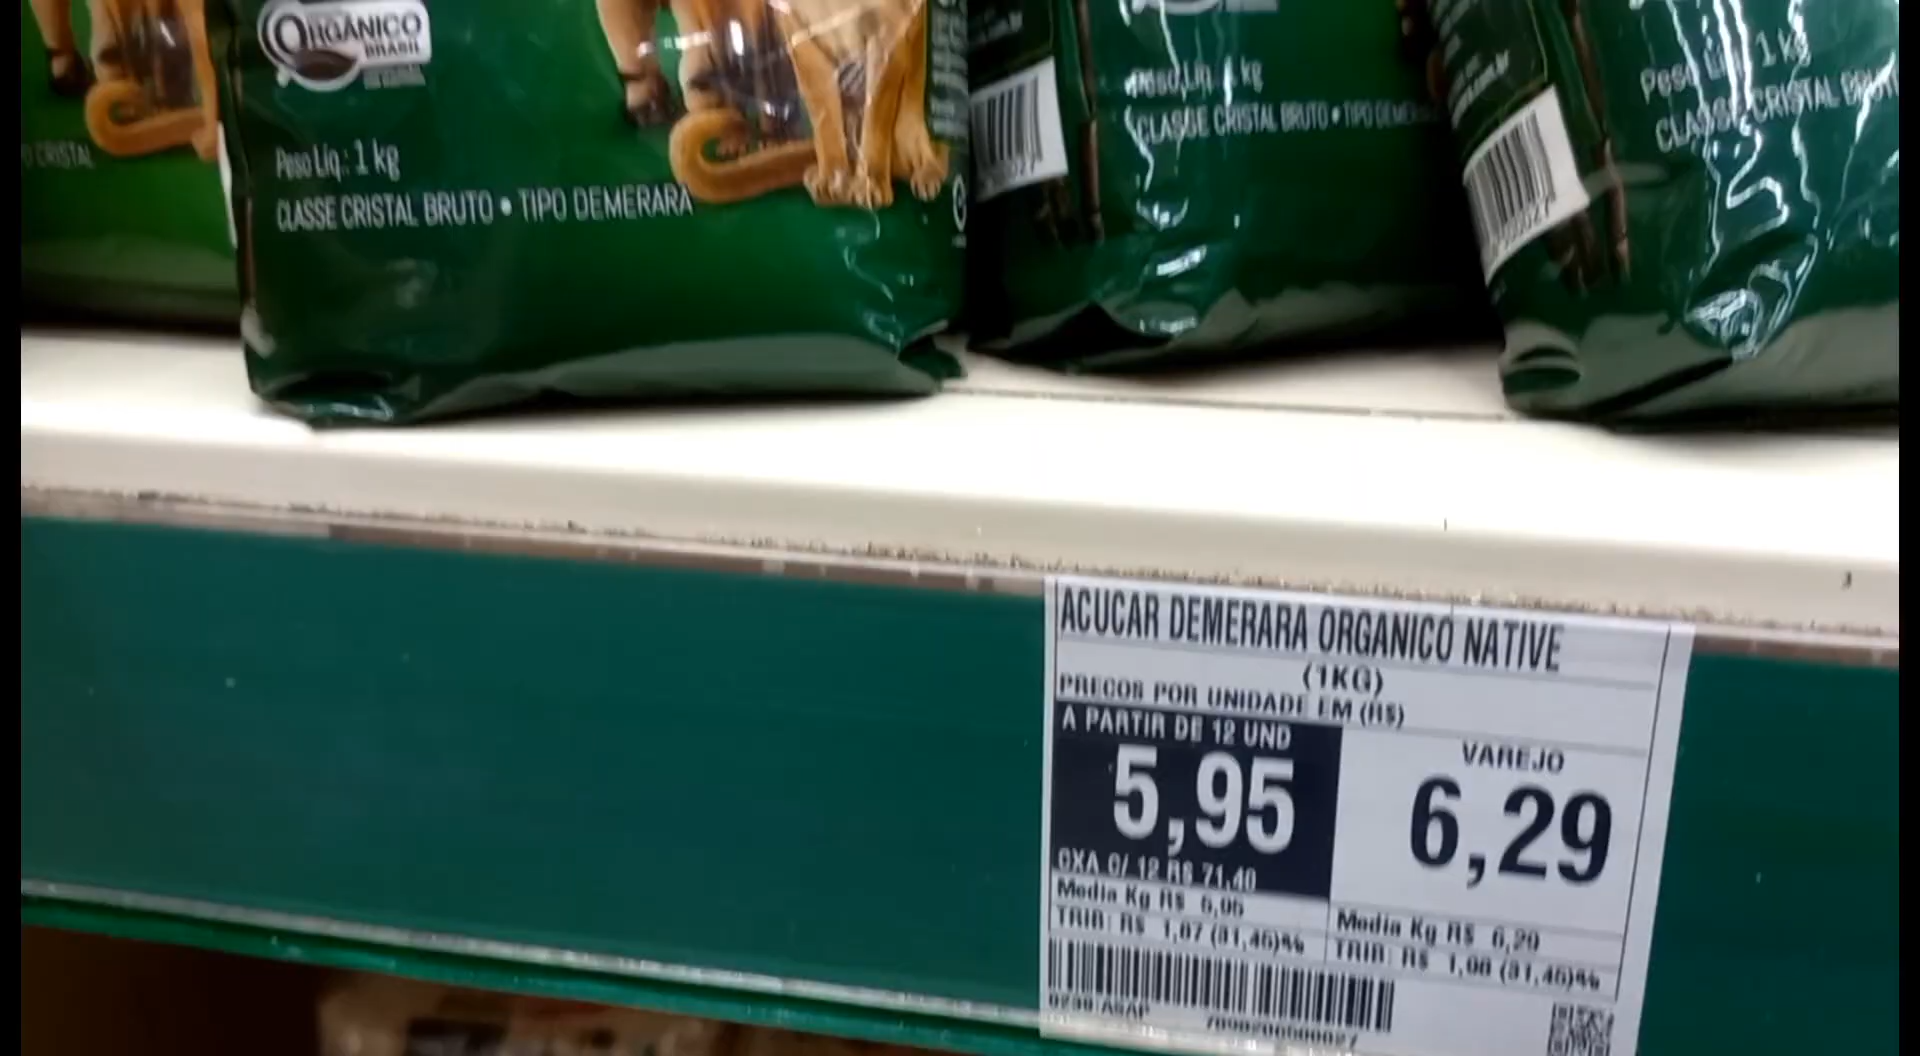 ORGÂNICO
BRASIL
Peso Líq.: 1 kg
CLASSE CRISTAL BRUTO • TIPO DEMERARA
CRISTAL
Peso Líq. 1 kg
CLASSE CRISTAL BRUTO • TIPO
Peso Líq. 1 kg
CLASSE CRISTAL
ACUCAR DEMERARA ORGANICO NATIVE
(1KG)
PRECOS POR UNIDADE EM (R$)
A PARTIR DE 12 UND
5,95
CXA C/ 12 R$ 71,40
Media Kg R$ 5,95
TRIB: R$ 1,87 (31,45)%
VAREJO
6,29
Media Kg R$ 6,29
TRIB: R$ 1,98 (31,45)%